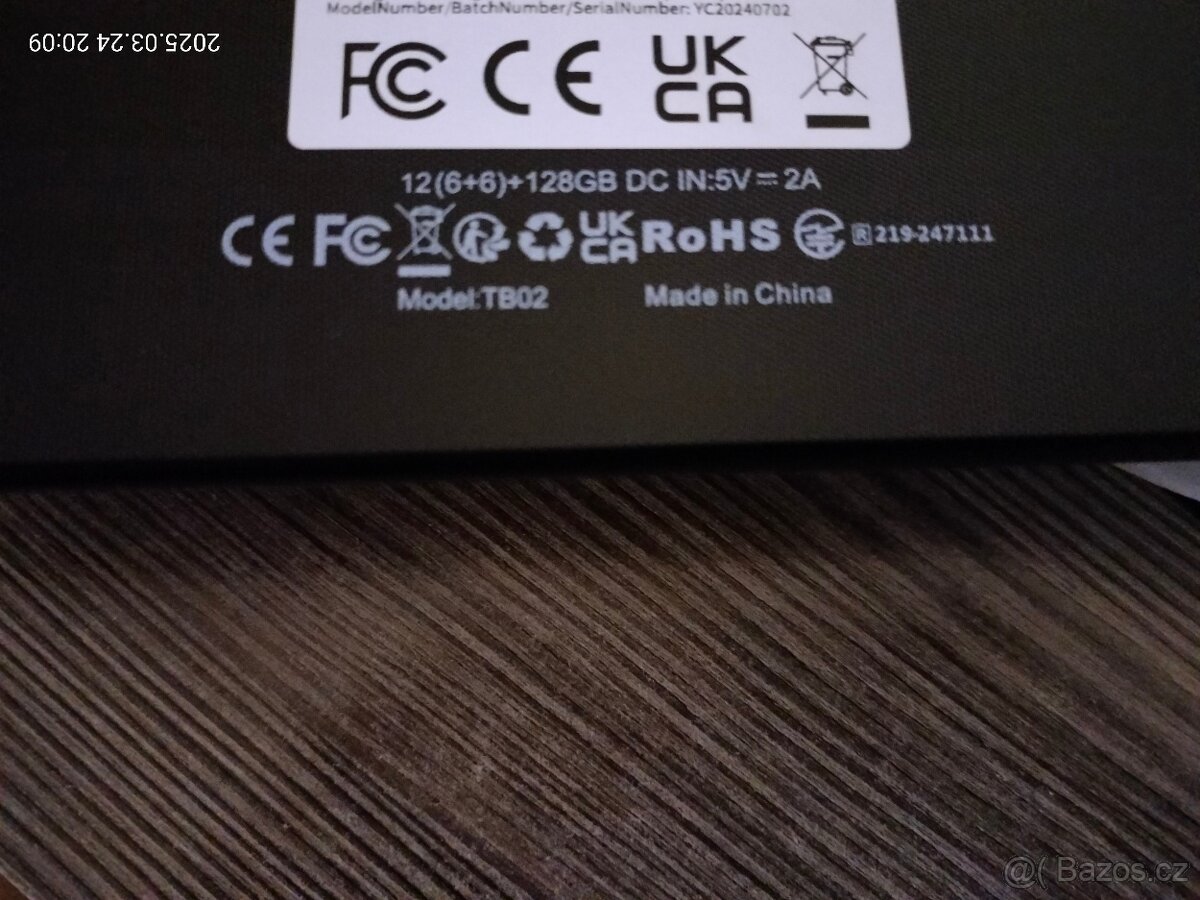 ModelNumber/BatchNumber/SerialNumber: YC20240702
2025.03.24 20:09
FC CE UK CA
12(6+6)+128GB DC IN:5V⎓2A
CE FC UK CA RoHS R 219-247111
Model:TB02 Made in China
@( Bazos.cz